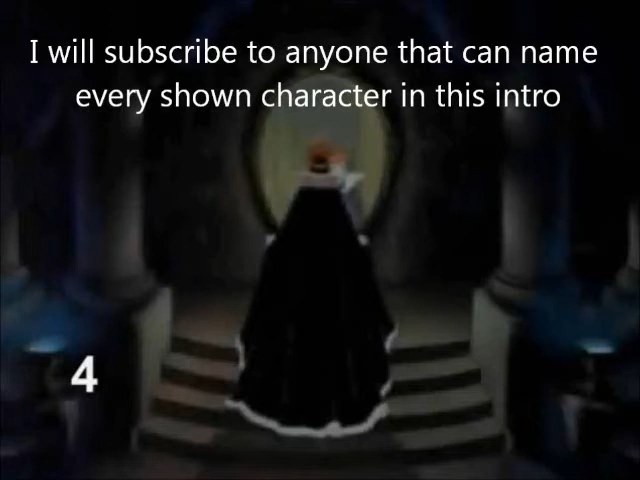 I will subscribe to anyone that can name
every shown character in this intro
4